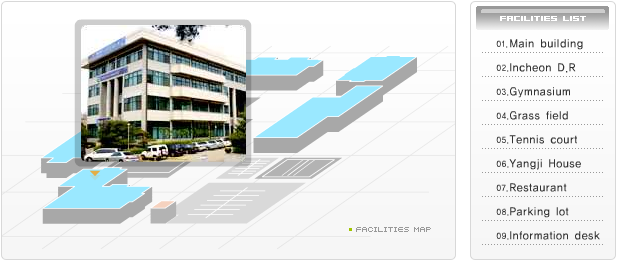 FACILITIES LIST
01.Main building
02.Incheon D.R
03.Gymnasium
04.Grass field
05.Tennis court
06.Yangji House
07.Restaurant
08.Parking lot
09.Information desk
FACILITIES MAP